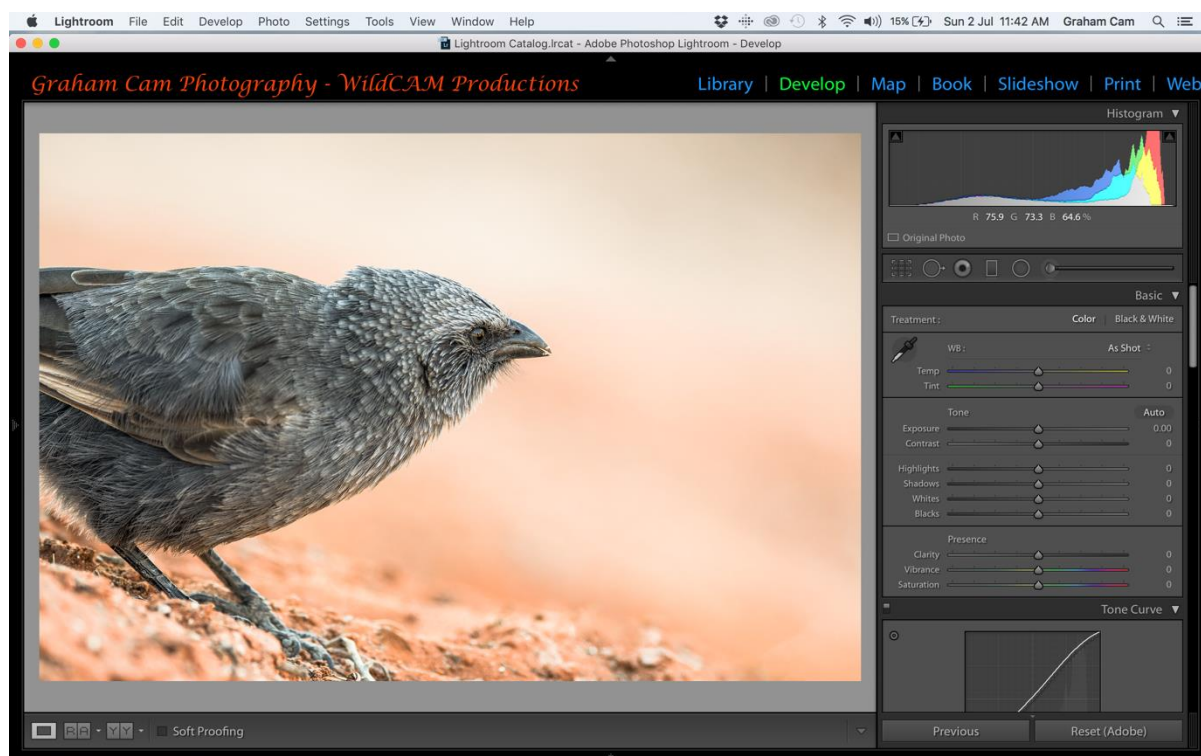 Lightroom File Edit Develop Photo Settings Tools View Window Help 15% Sun 2 Jul 11:42 AM Graham Cam
Lightroom Catalog.lrcat - Adobe Photoshop Lightroom - Develop
Graham Cam Photography - WildCAM Productions
Library | Develop | Map | Book | Slideshow | Print | Web
Histogram
R 75.9 G 73.3 B 64.6 %
Original Photo
Basic
Treatment : Color Black & White
WB : As Shot
Temp 0
Tint 0
Tone Auto
Exposure 0.00
Contrast 0
Highlights 0
Shadows 0
Whites 0
Blacks 0
Presence
Clarity 0
Vibrance 0
Saturation 0
Tone Curve
R A Y Y Soft Proofing
Previous Reset (Adobe)